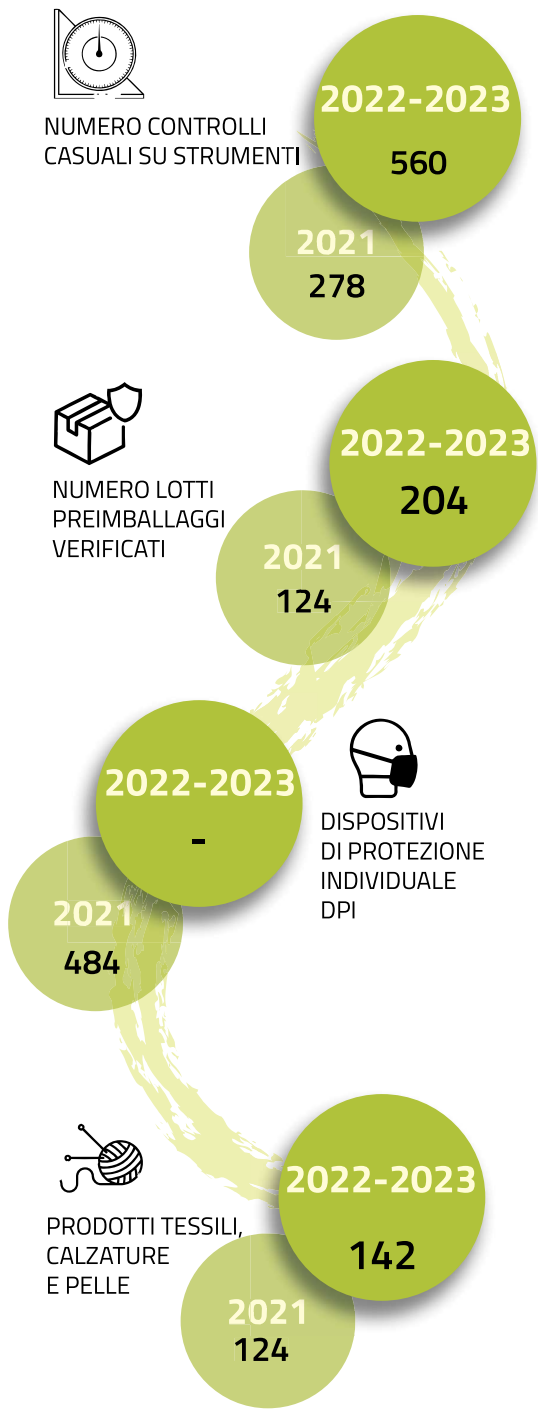 NUMERO CONTROLLI
CASUALI SU STRUMENTI
2022-2023
560
2021
278
NUMERO LOTTI
PREIMBALLAGGI
VERIFICATI
2022-2023
204
2021
124
2022-2023
-
2021
484
DISPOSITIVI
DI PROTEZIONE
INDIVIDUALE
DPI
PRODOTTI TESSILI,
CALZATURE
E PELLE
2022-2023
142
2021
124